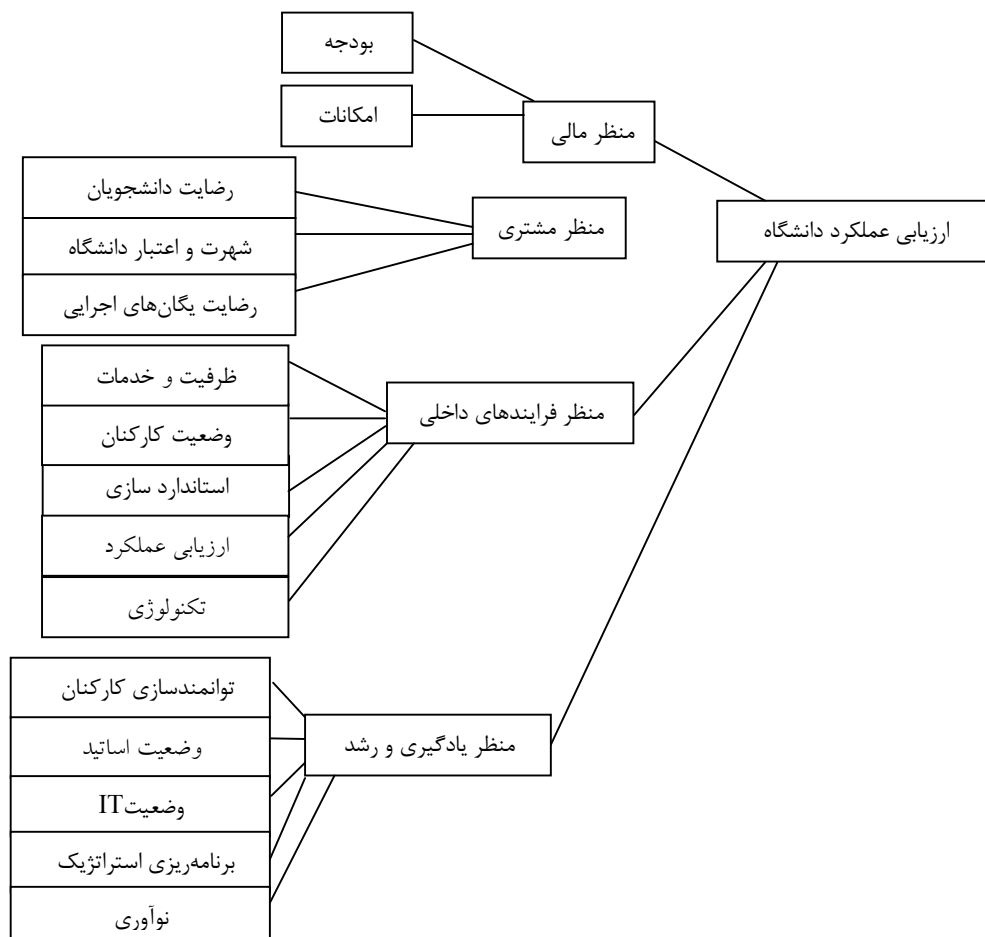 بودجه
امکانات
منظر مالی
رضایت دانشجویان
شهرت و اعتبار دانشگاه
رضایت یگان‌های اجرایی
منظر مشتری
ارزیابی عملکرد دانشگاه
ظرفیت و خدمات
وضعیت کارکنان
استاندارد سازی
ارزیابی عملکرد
تکنولوژی
منظر فرایندهای داخلی
توانمندسازی کارکنان
وضعیت اساتید
وضعیتIT
برنامه‌ریزی استراتژیک
نوآوری
منظر یادگیری و رشد